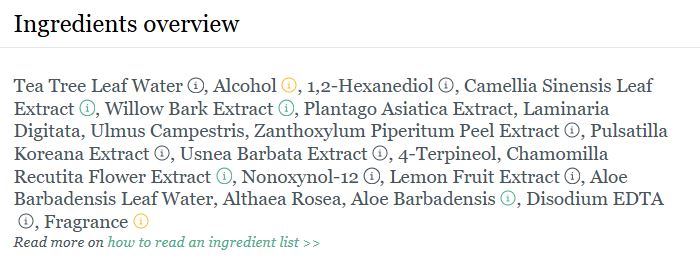 Ingredients overview
Tea Tree Leaf Water ⓘ, Alcohol ⓘ, 1,2-Hexanediol ⓘ, Camellia Sinensis Leaf
Extract ⓘ, Willow Bark Extract ⓘ, Plantago Asiatica Extract, Laminaria
Digitata, Ulmus Campestris, Zanthoxylum Piperitum Peel Extract ⓘ, Pulsatilla
Koreana Extract ⓘ, Usnea Barbata Extract ⓘ, 4-Terpineol, Chamomilla
Recutita Flower Extract ⓘ, Nonoxynol-12 ⓘ, Lemon Fruit Extract ⓘ, Aloe
Barbadensis Leaf Water, Althaea Rosea, Aloe Barbadensis ⓘ, Disodium EDTA
ⓘ, Fragrance ⓘ
Read more on how to read an ingredient list >>